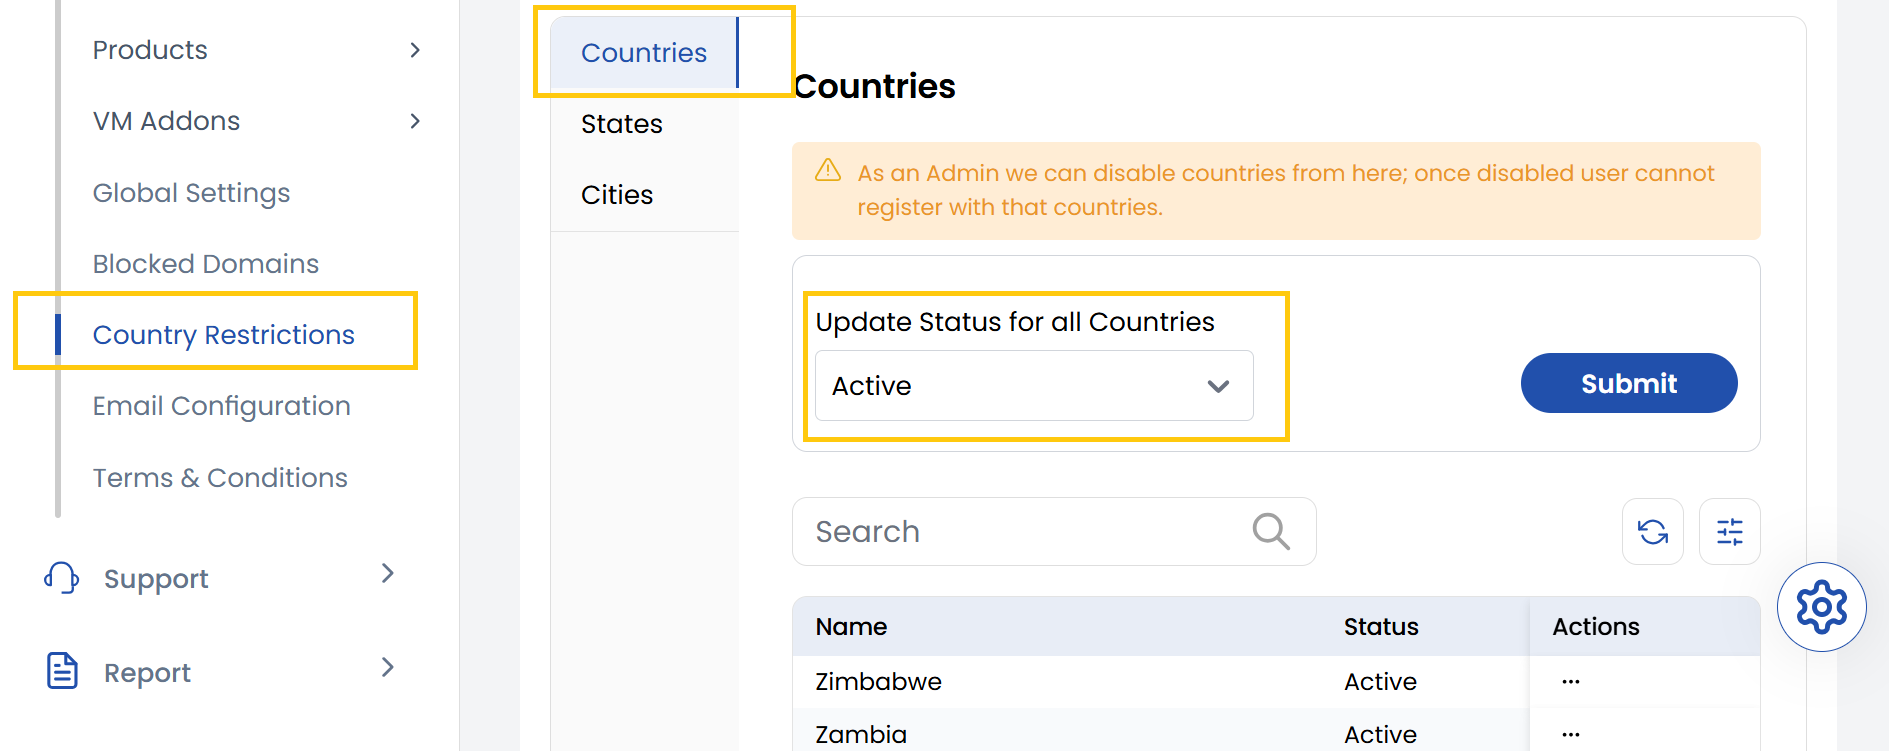 Products
VM Addons
Global Settings
Blocked Domains
Country Restrictions
Email Configuration
Terms & Conditions
Support
Report
Countries
States
Cities
Countries
As an Admin we can disable countries from here; once disabled user cannot
register with that countries.
Update Status for all Countries
Active
Submit
Search
Name Status Actions
Zimbabwe Active ...
Zambia Active ...